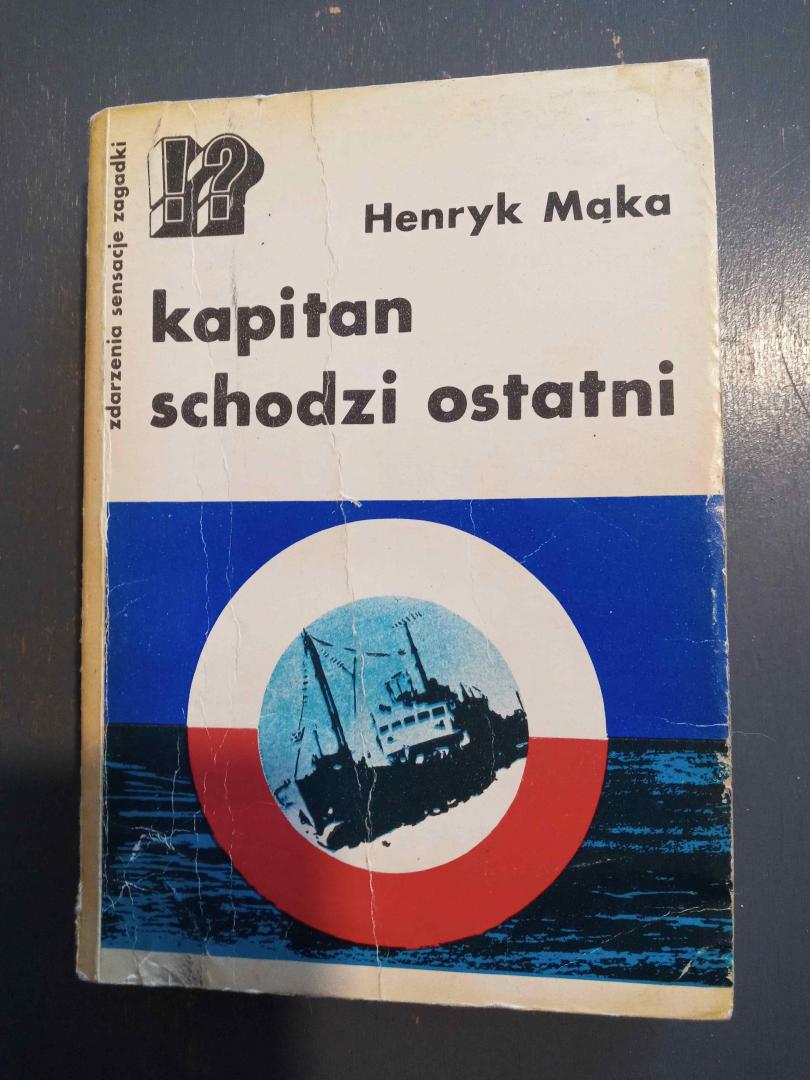 zdarzenia sensacje zagadki
!?
Henryk Mąka
kapitan
schodzi ostatni